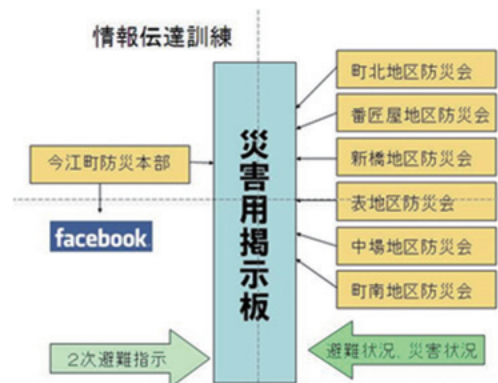 情報伝達訓練
今江町防災本部
facebook
災害用掲示板
町北地区防災会
番匠屋地区防災会
新橋地区防災会
表地区防災会
中場地区防災会
町南地区防災会
2次避難指示
避難状況、災害状況